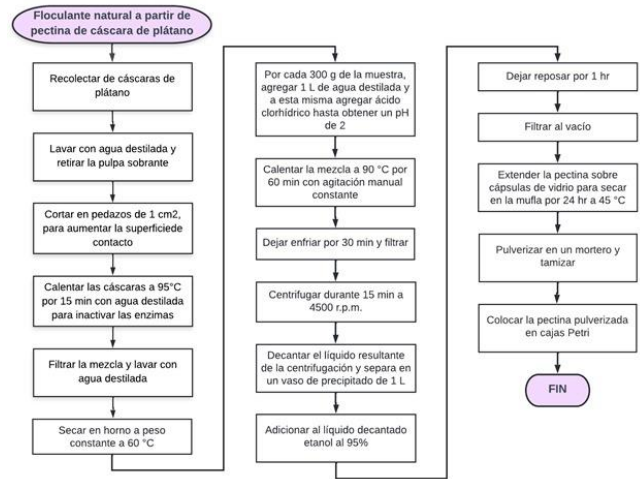 Floculante natural a partir de
pectina de cáscara de plátano
Recolectar de cáscaras de
plátano
Lavar con agua destilada y
retirar la pulpa sobrante
Cortar en pedazos de 1 cm2,
para aumentar la superficiede
contacto
Calentar las cáscaras a 95°C
por 15 min con agua destilada
para inactivar las enzimas
Filtrar la mezcla y lavar con
agua destilada
Secar en horno a peso
constante a 60 °C
Por cada 300 g de la muestra,
agregar 1 L de agua destilada y
a esta misma agregar ácido
clorhídrico hasta obtener un pH
de 2
Calentar la mezcla a 90 °C por
60 min con agitación manual
constante
Dejar enfriar por 30 min y filtrar
Centrifugar durante 15 min a
4500 r.p.m.
Decantar el líquido resultante
de la centrifugación y separa en
un vaso de precipitado de 1 L
Adicionar al líquido decantado
etanol al 95%
Dejar reposar por 1 hr
Filtrar al vacío
Extender la pectina sobre
cápsulas de vidrio para secar
en la mufla por 24 hr a 45 °C
Pulverizar en un mortero y
tamizar
Colocar la pectina pulverizada
en cajas Petri
FIN